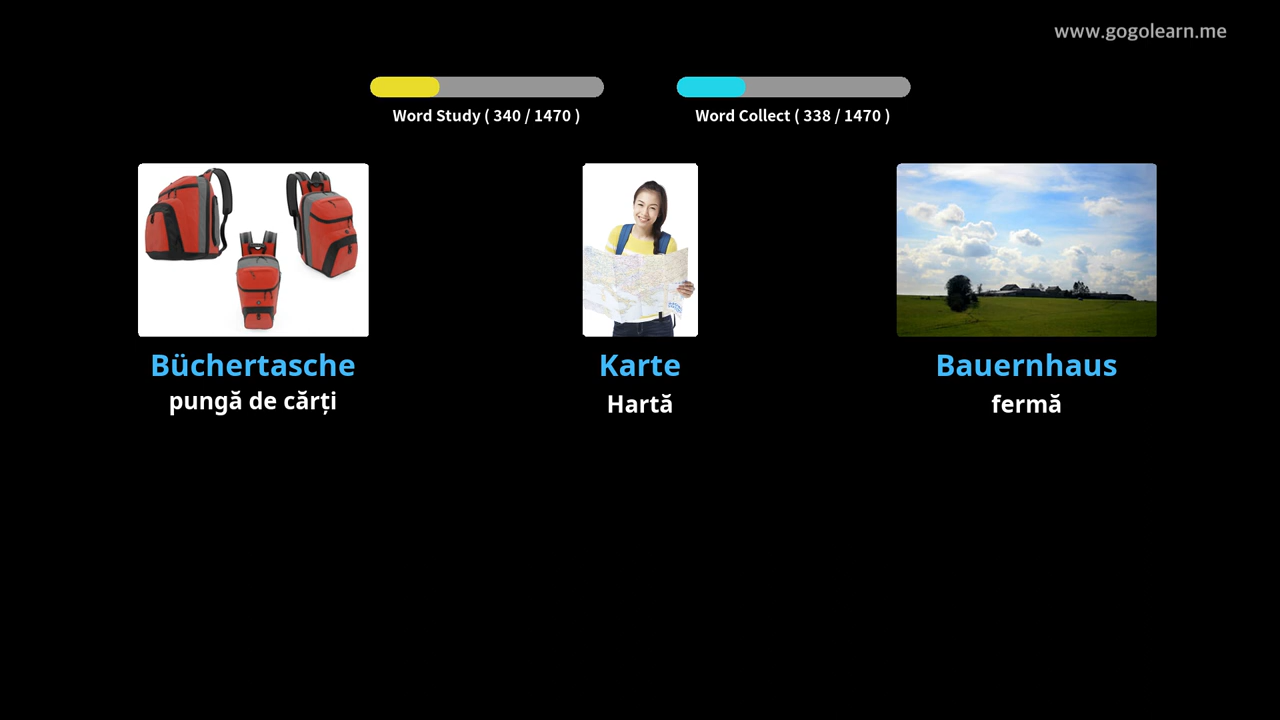 www.gogolearn.me
Word Study ( 340 / 1470 )
Word Collect ( 338 / 1470 )
Büchertasche
pungă de cărți
Karte
Hartă
Bauernhaus
fermă